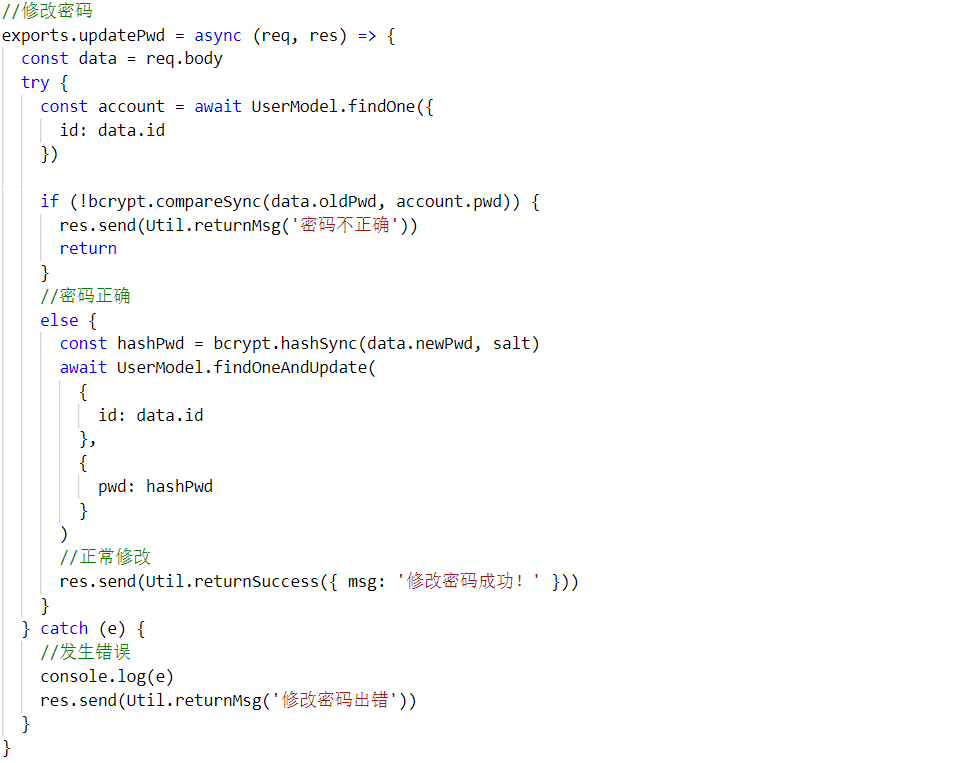 //修改密码
exports.updatePwd = async (req, res) => {
  const data = req.body
  try {
    const account = await UserModel.findOne({
      id: data.id
    })

    if (!bcrypt.compareSync(data.oldPwd, account.pwd)) {
      res.send(Util.returnMsg('密码不正确'))
      return
    }
    //密码正确
    else {
      const hashPwd = bcrypt.hashSync(data.newPwd, salt)
      await UserModel.findOneAndUpdate(
        {
          id: data.id
        },
        {
          pwd: hashPwd
        }
      )
      //正常修改
      res.send(Util.returnSuccess({ msg: '修改密码成功！' }))
    }
  } catch (e) {
    //发生错误
    console.log(e)
    res.send(Util.returnMsg('修改密码出错'))
  }
}